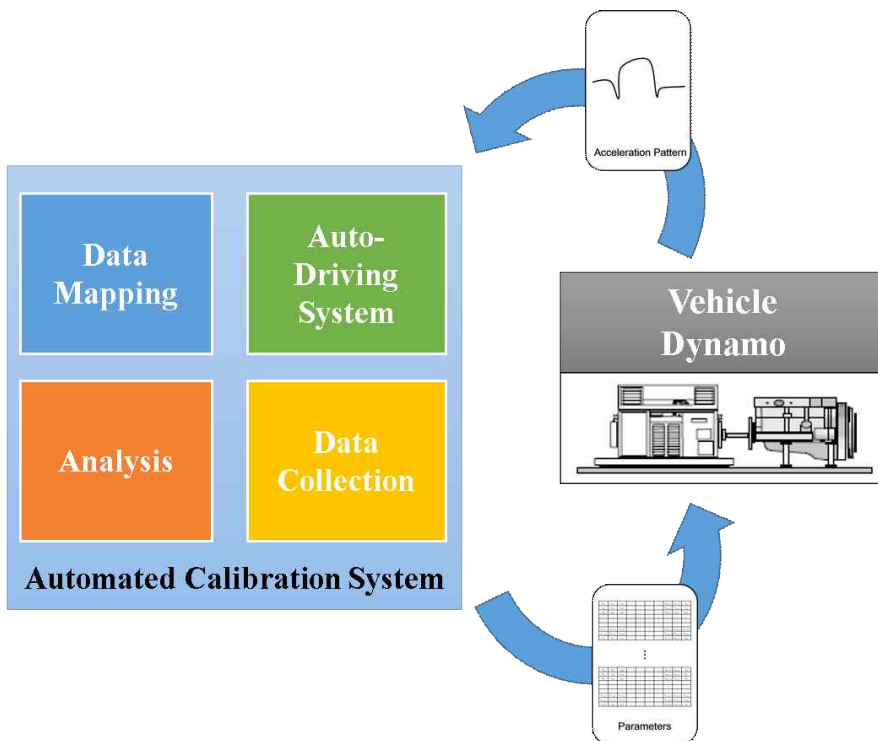 Acceleration Pattern
Data
Mapping
Auto-
Driving
System
Analysis
Data
Collection
Automated Calibration System
Vehicle
Dynamo
Parameters